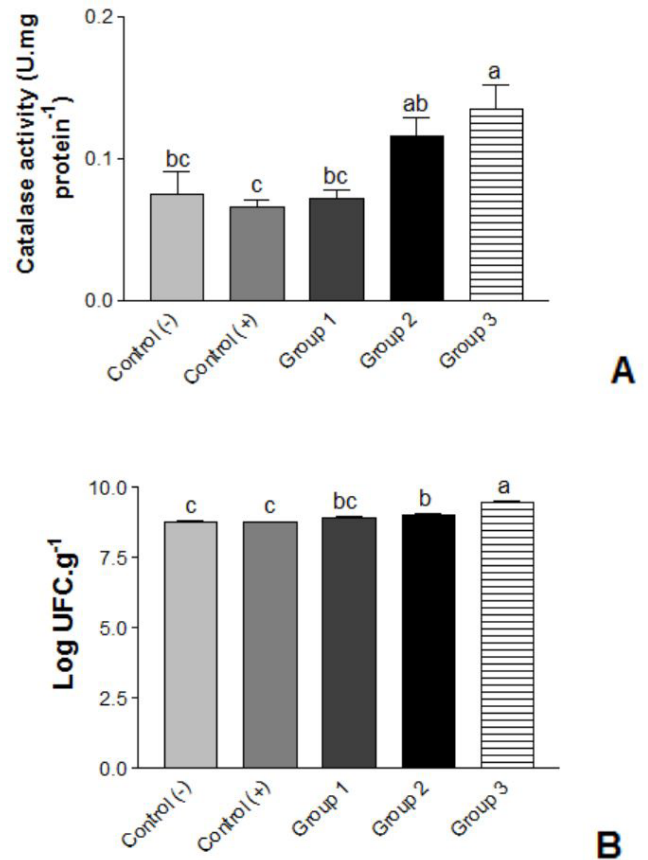 Catalase activity (U.mg
protein⁻¹)
0.2
0.1
0.0
bc
c
bc
ab
a
Control (-)
Control (+)
Group 1
Group 2
Group 3
A
Log UFC.g⁻¹
10.0
7.5
5.0
2.5
0.0
c
c
bc
b
a
Control (-)
Control (+)
Group 1
Group 2
Group 3
B